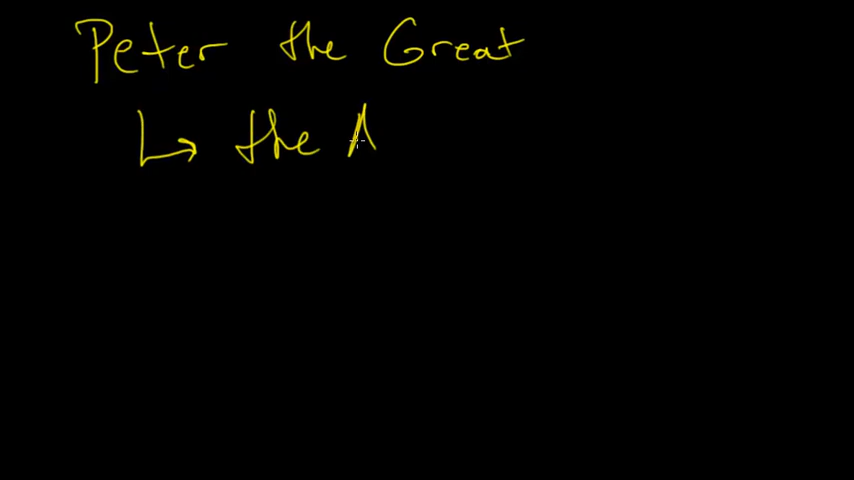 Peter the Great
↳ the A